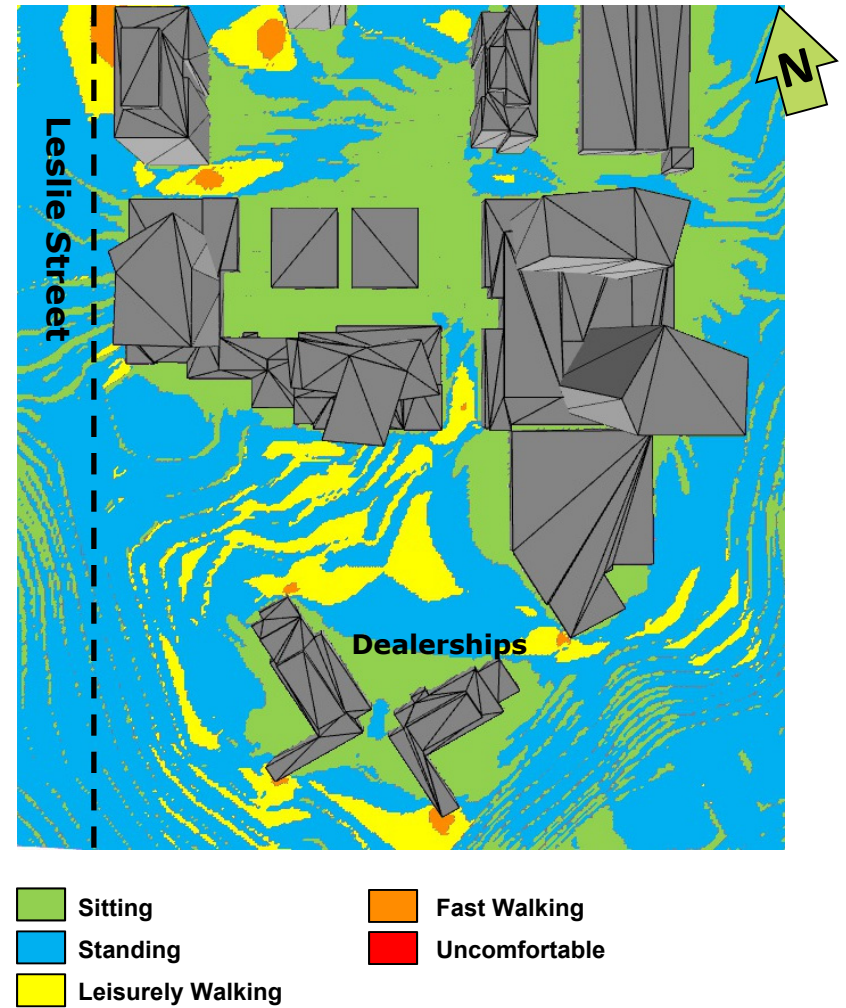 N
Leslie Street
Dealerships
Sitting
Fast Walking
Standing
Uncomfortable
Leisurely Walking